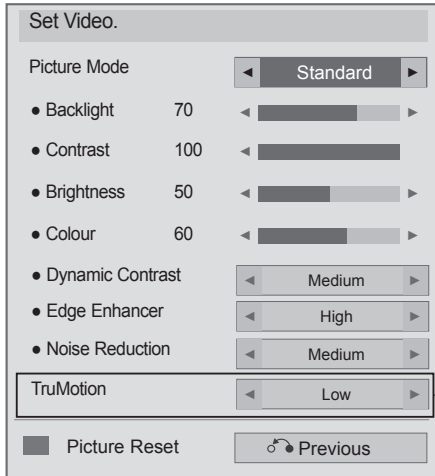 Set Video.
Picture Mode ◄ Standard ►
● Backlight 70 ◄ ►
● Contrast 100 ◄
● Brightness 50 ◄ ►
● Colour 60 ◄ ►
● Dynamic Contrast ◄ Medium ►
● Edge Enhancer ◄ High ►
● Noise Reduction ◄ Medium ►
TruMotion ◄ Low ►
Picture Reset Previous